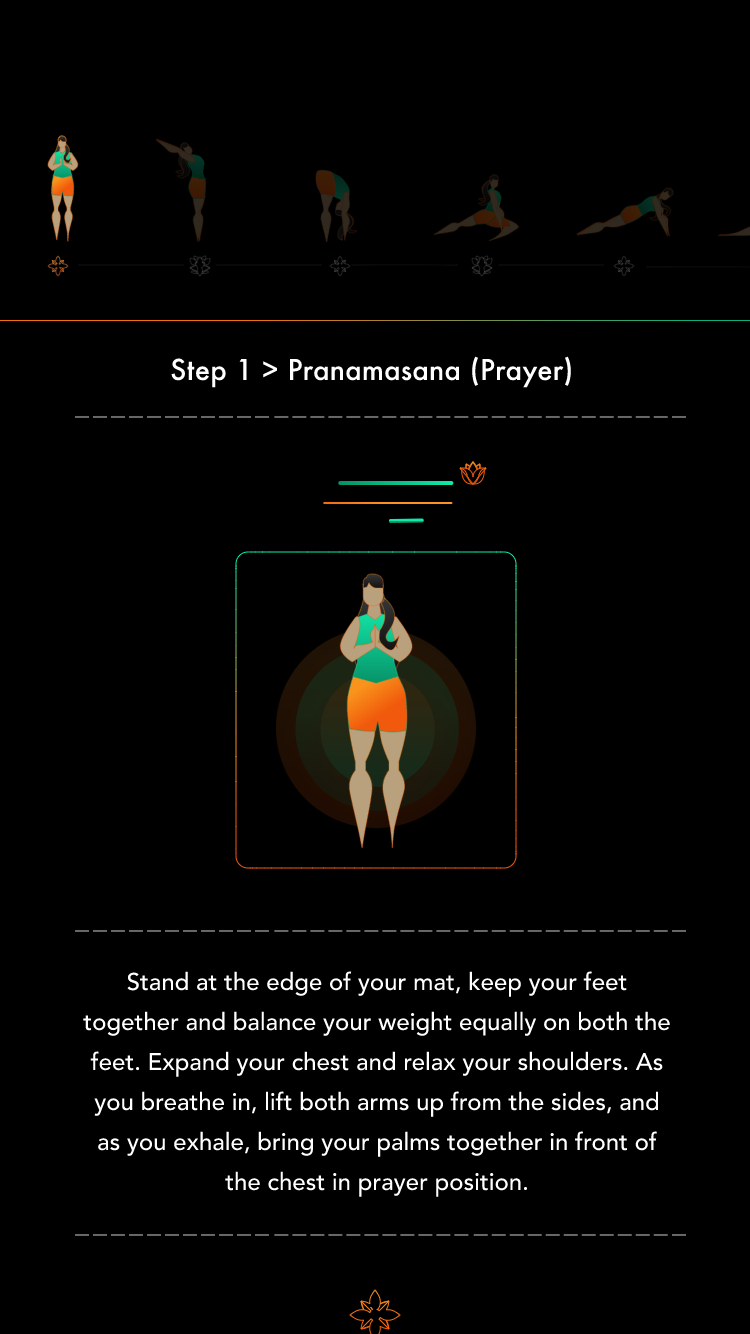 Step 1 > Pranamasana (Prayer)
Stand at the edge of your mat, keep your feet
together and balance your weight equally on both the
feet. Expand your chest and relax your shoulders. As
you breathe in, lift both arms up from the sides, and
as you exhale, bring your palms together in front of
the chest in prayer position.